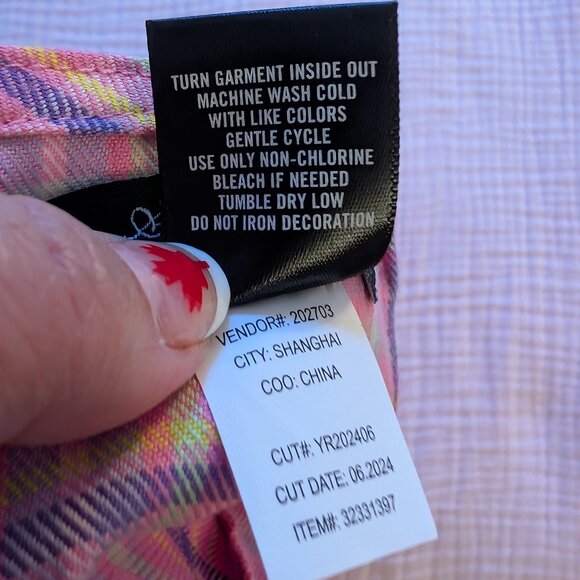 TURN GARMENT INSIDE OUT
MACHINE WASH COLD
WITH LIKE COLORS
GENTLE CYCLE
USE ONLY NON-CHLORINE
BLEACH IF NEEDED
TUMBLE DRY LOW
DO NOT IRON DECORATION
VENDOR#: 202703
CITY: SHANGHAI
COO: CHINA
CUT#: YR202406
CUT DATE: 06.2024
ITEM#: 32331397